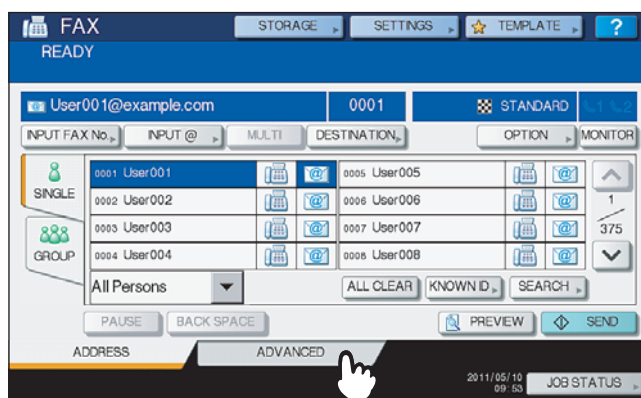 FAX STORAGE SETTINGS TEMPLATE ?
READY
User001@example.com 0001 STANDARD L1 L2
INPUT FAX No. INPUT @ MULTI DESTINATION OPTION MONITOR
SINGLE
GROUP
0001 User001 @ 0005 User005 @
0002 User002 @ 0006 User006 @
0003 User003 @ 0007 User007 @
0004 User004 @ 0008 User008 @
1
375
All Persons ALL CLEAR KNOWN ID SEARCH
PAUSE BACK SPACE PREVIEW SEND
ADDRESS ADVANCED
2011/05/10
09:53
JOB STATUS